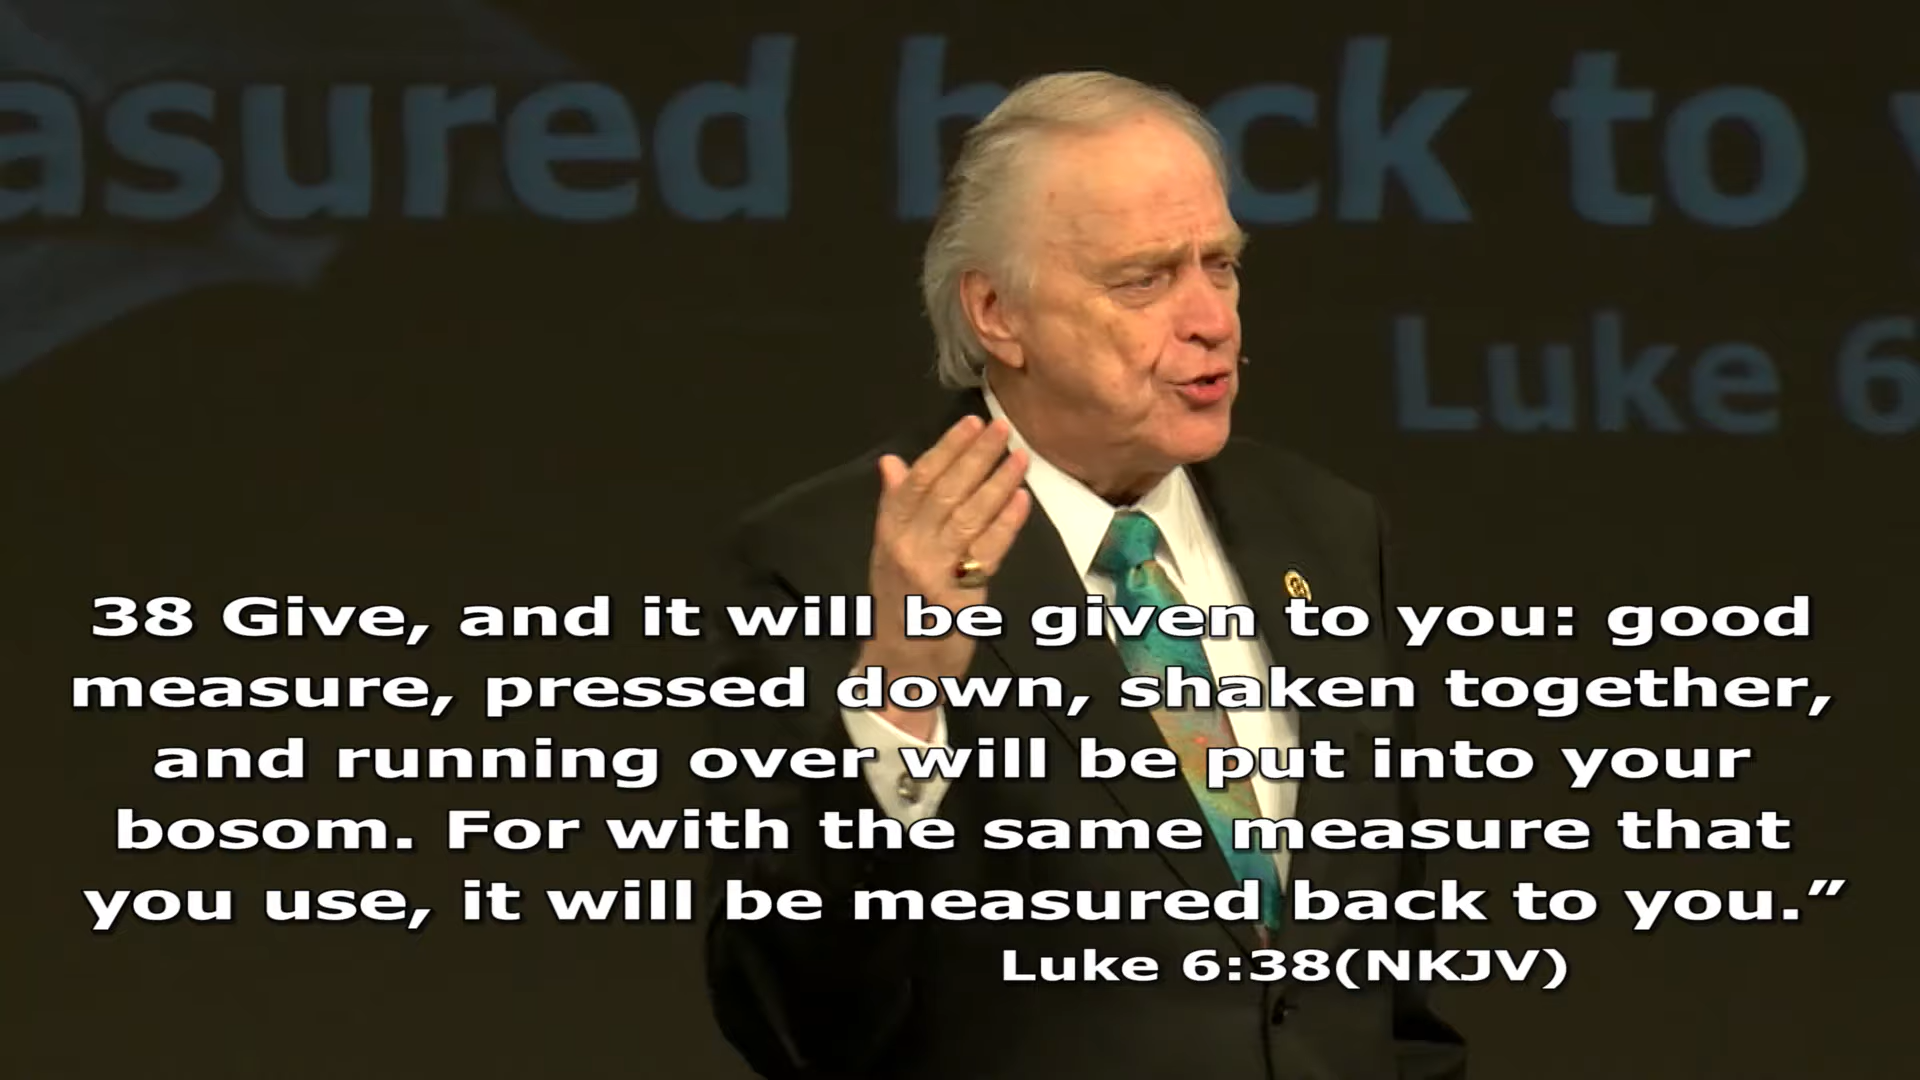 asured back to y
Luke 6
38 Give, and it will be given to you: good
measure, pressed down, shaken together,
and running over will be put into your
bosom. For with the same measure that
you use, it will be measured back to you.”
Luke 6:38(NKJV)